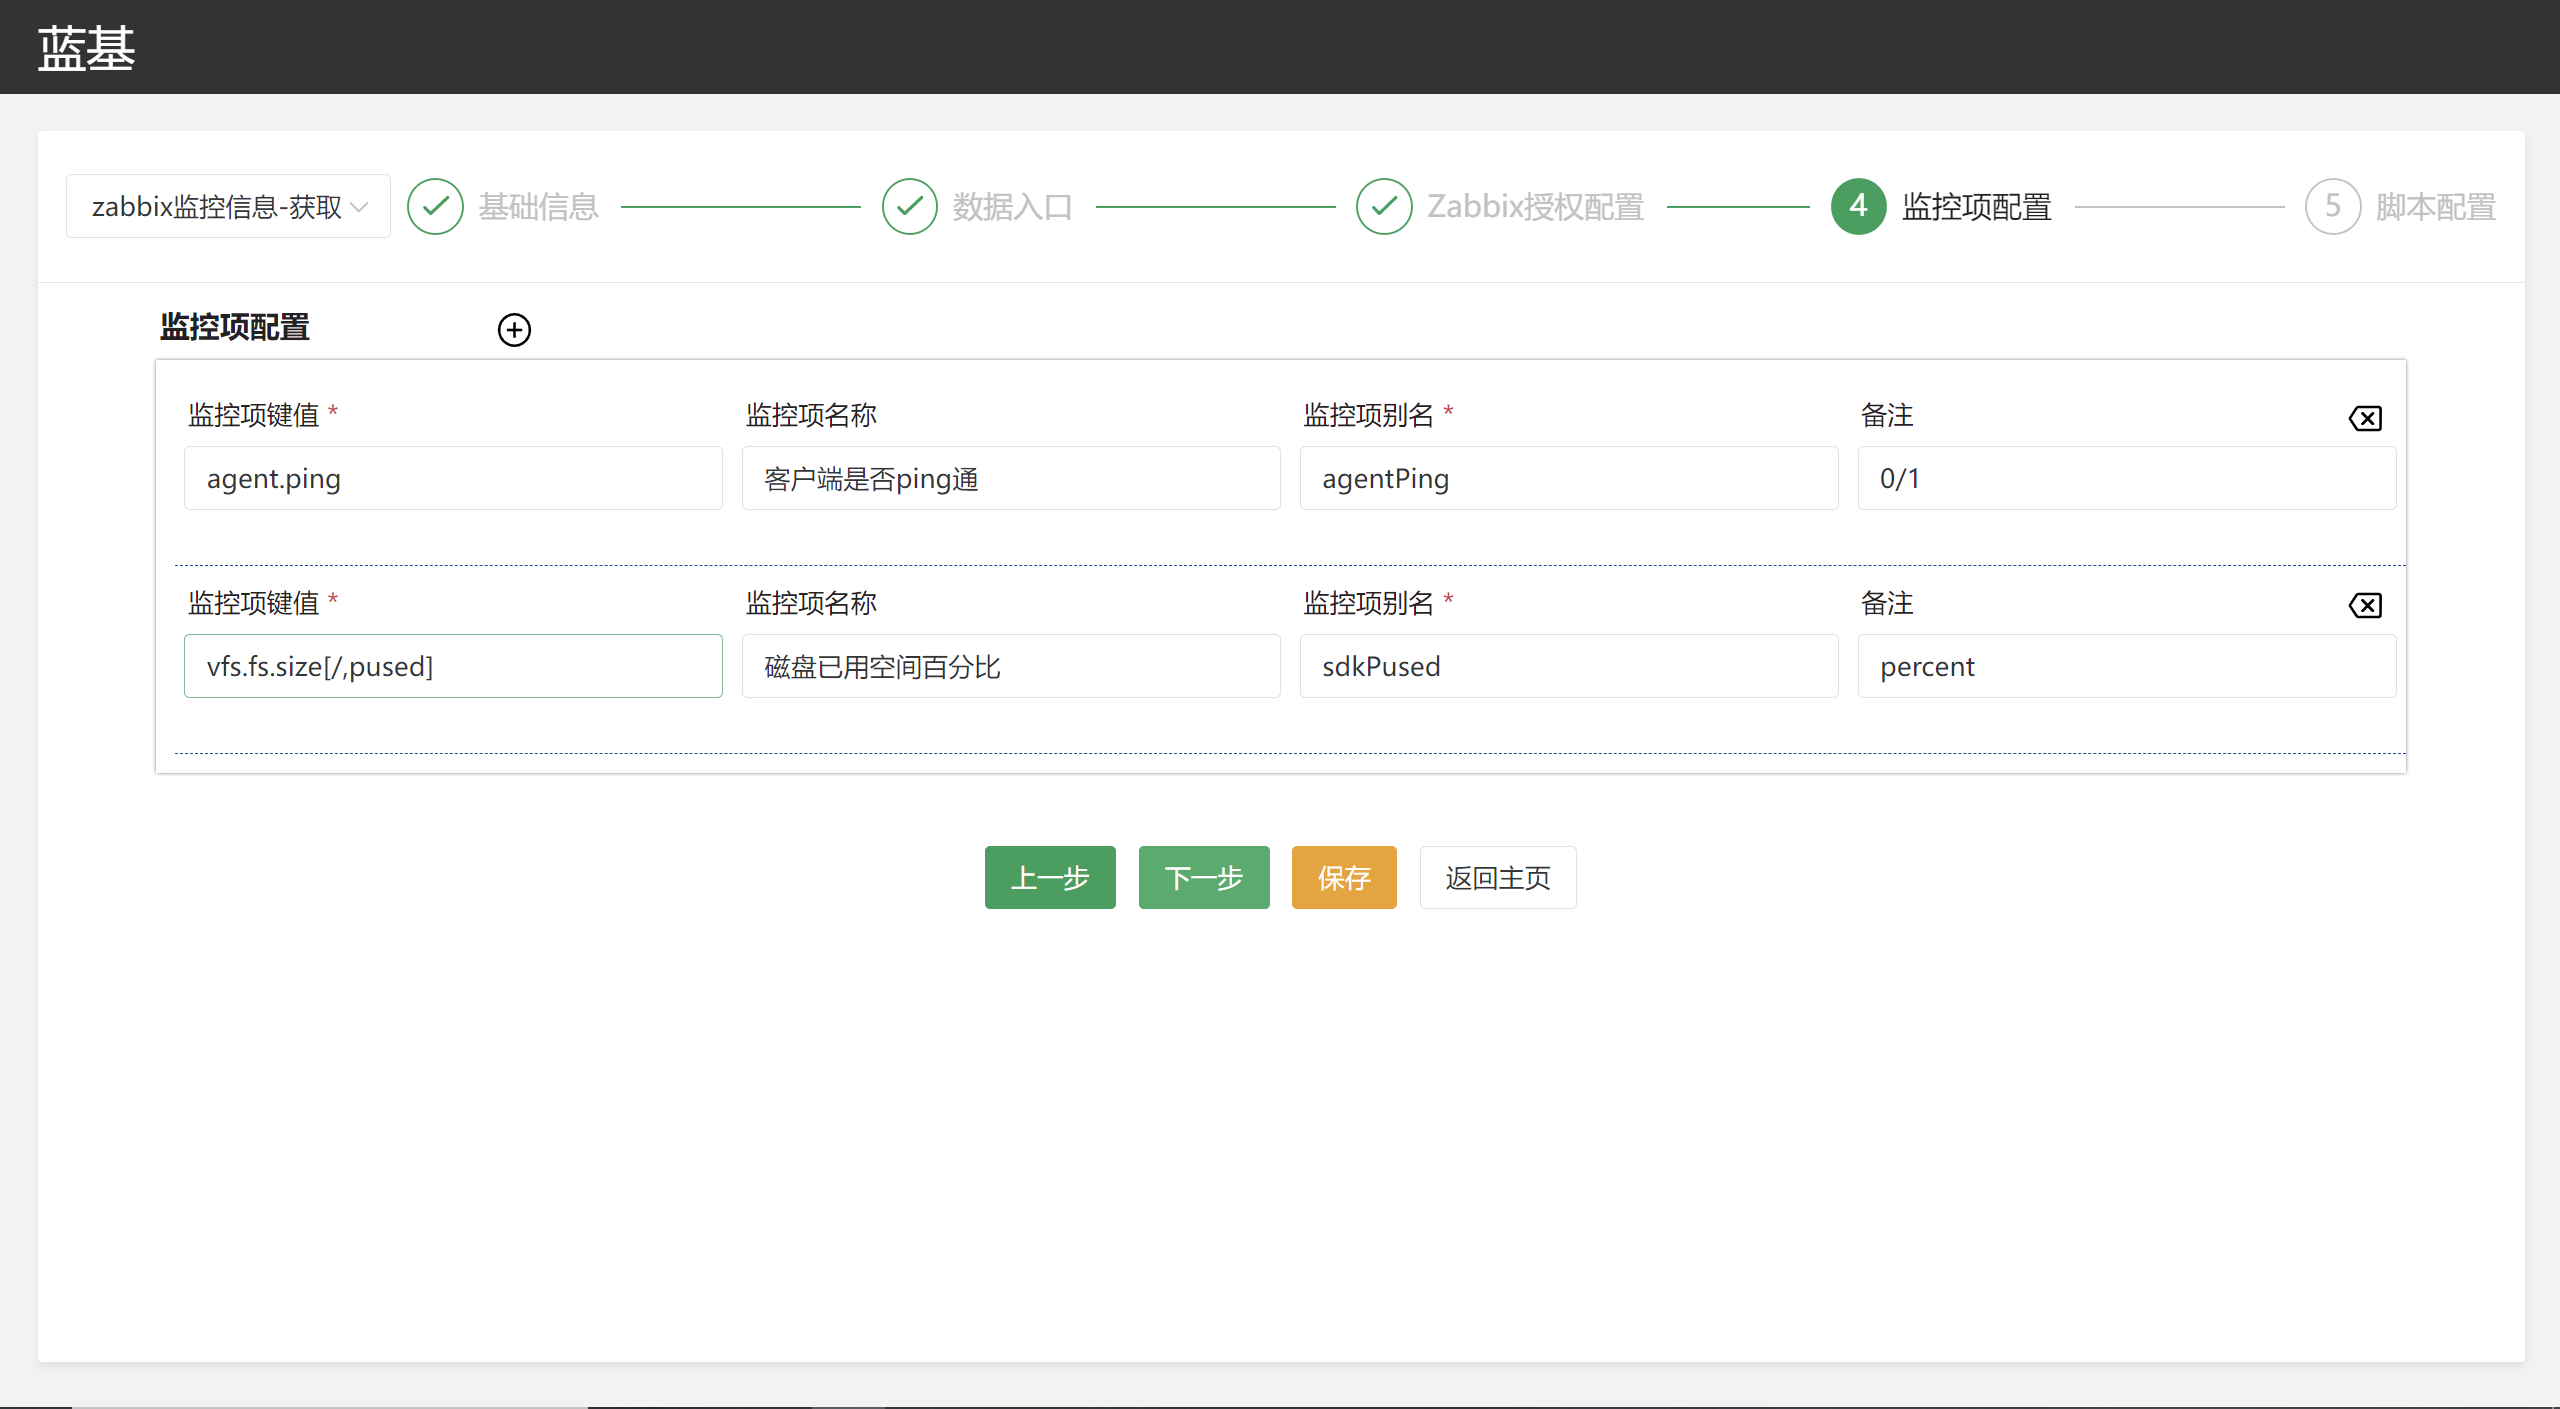 蓝基
zabbix监控信息-获取 基础信息 数据入口 Zabbix授权配置 4 监控项配置 5 脚本配置
监控项配置
监控项键值 * 监控项名称 监控项别名 * 备注
agent.ping 客户端是否ping通 agentPing 0/1
监控项键值 * 监控项名称 监控项别名 * 备注
vfs.fs.size[/,pused] 磁盘已用空间百分比 sdkPused percent
上一步 下一步 保存 返回主页